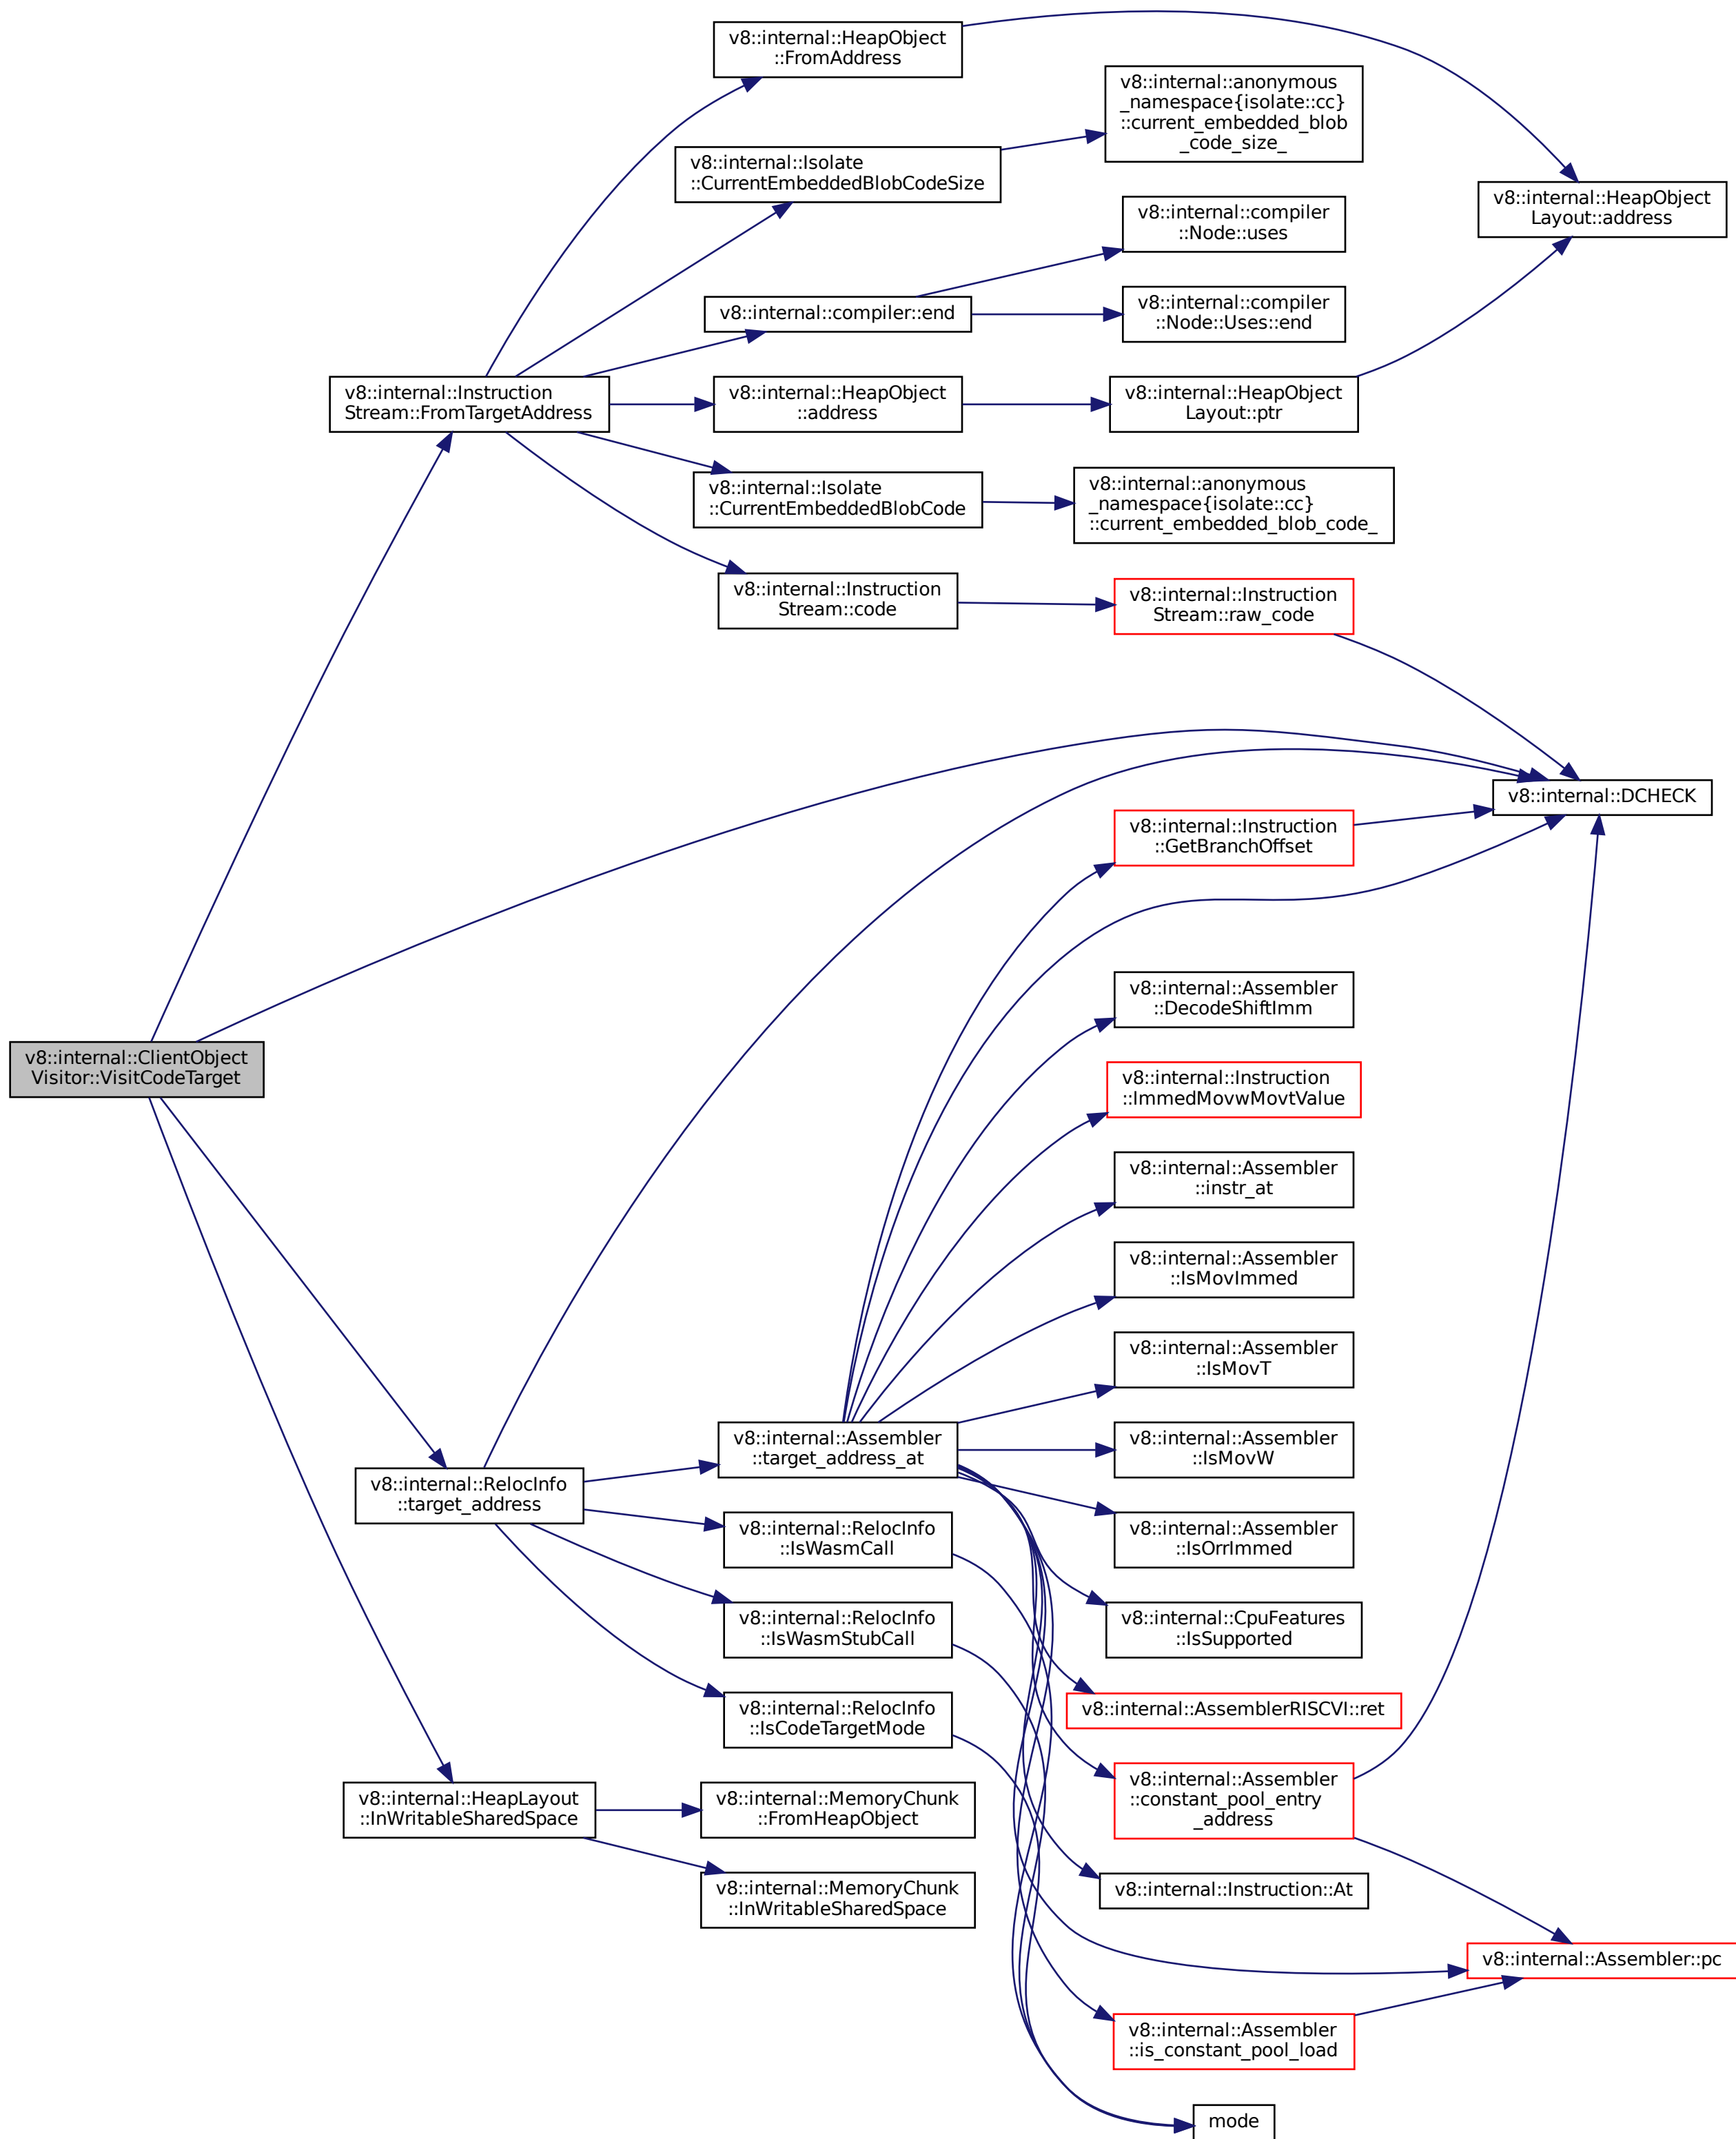 v8::internal::HeapObject
::FromAddress
v8::internal::anonymous
_namespace{isolate::cc}
::current_embedded_blob
_code_size_
v8::internal::Isolate
::CurrentEmbeddedBlobCodeSize
v8::internal::HeapObject
Layout::address
v8::internal::compiler
::Node::uses
v8::internal::compiler::end
v8::internal::compiler
::Node::Uses::end
v8::internal::Instruction
Stream::FromTargetAddress
v8::internal::HeapObject
::address
v8::internal::HeapObject
Layout::ptr
v8::internal::Isolate
::CurrentEmbeddedBlobCode
v8::internal::anonymous
_namespace{isolate::cc}
::current_embedded_blob_code_
v8::internal::Instruction
Stream::code
v8::internal::Instruction
Stream::raw_code
v8::internal::DCHECK
v8::internal::Instruction
::GetBranchOffset
v8::internal::Assembler
::DecodeShiftImm
v8::internal::ClientObject
Visitor::VisitCodeTarget
v8::internal::Instruction
::ImmedMovwMovtValue
v8::internal::Assembler
::instr_at
v8::internal::Assembler
::IsMovImmed
v8::internal::Assembler
::IsMovT
v8::internal::Assembler
::target_address_at
v8::internal::Assembler
::IsMovW
v8::internal::RelocInfo
::target_address
v8::internal::RelocInfo
::IsWasmCall
v8::internal::Assembler
::IsOrrImmed
v8::internal::RelocInfo
::IsWasmStubCall
v8::internal::CpuFeatures
::IsSupported
v8::internal::RelocInfo
::IsCodeTargetMode
v8::internal::AssemblerRISCVI::ret
v8::internal::HeapLayout
::InWritableSharedSpace
v8::internal::MemoryChunk
::FromHeapObject
v8::internal::Assembler
::constant_pool_entry
_address
v8::internal::MemoryChunk
::InWritableSharedSpace
v8::internal::Instruction::At
v8::internal::Assembler::pc
v8::internal::Assembler
::is_constant_pool_load
mode